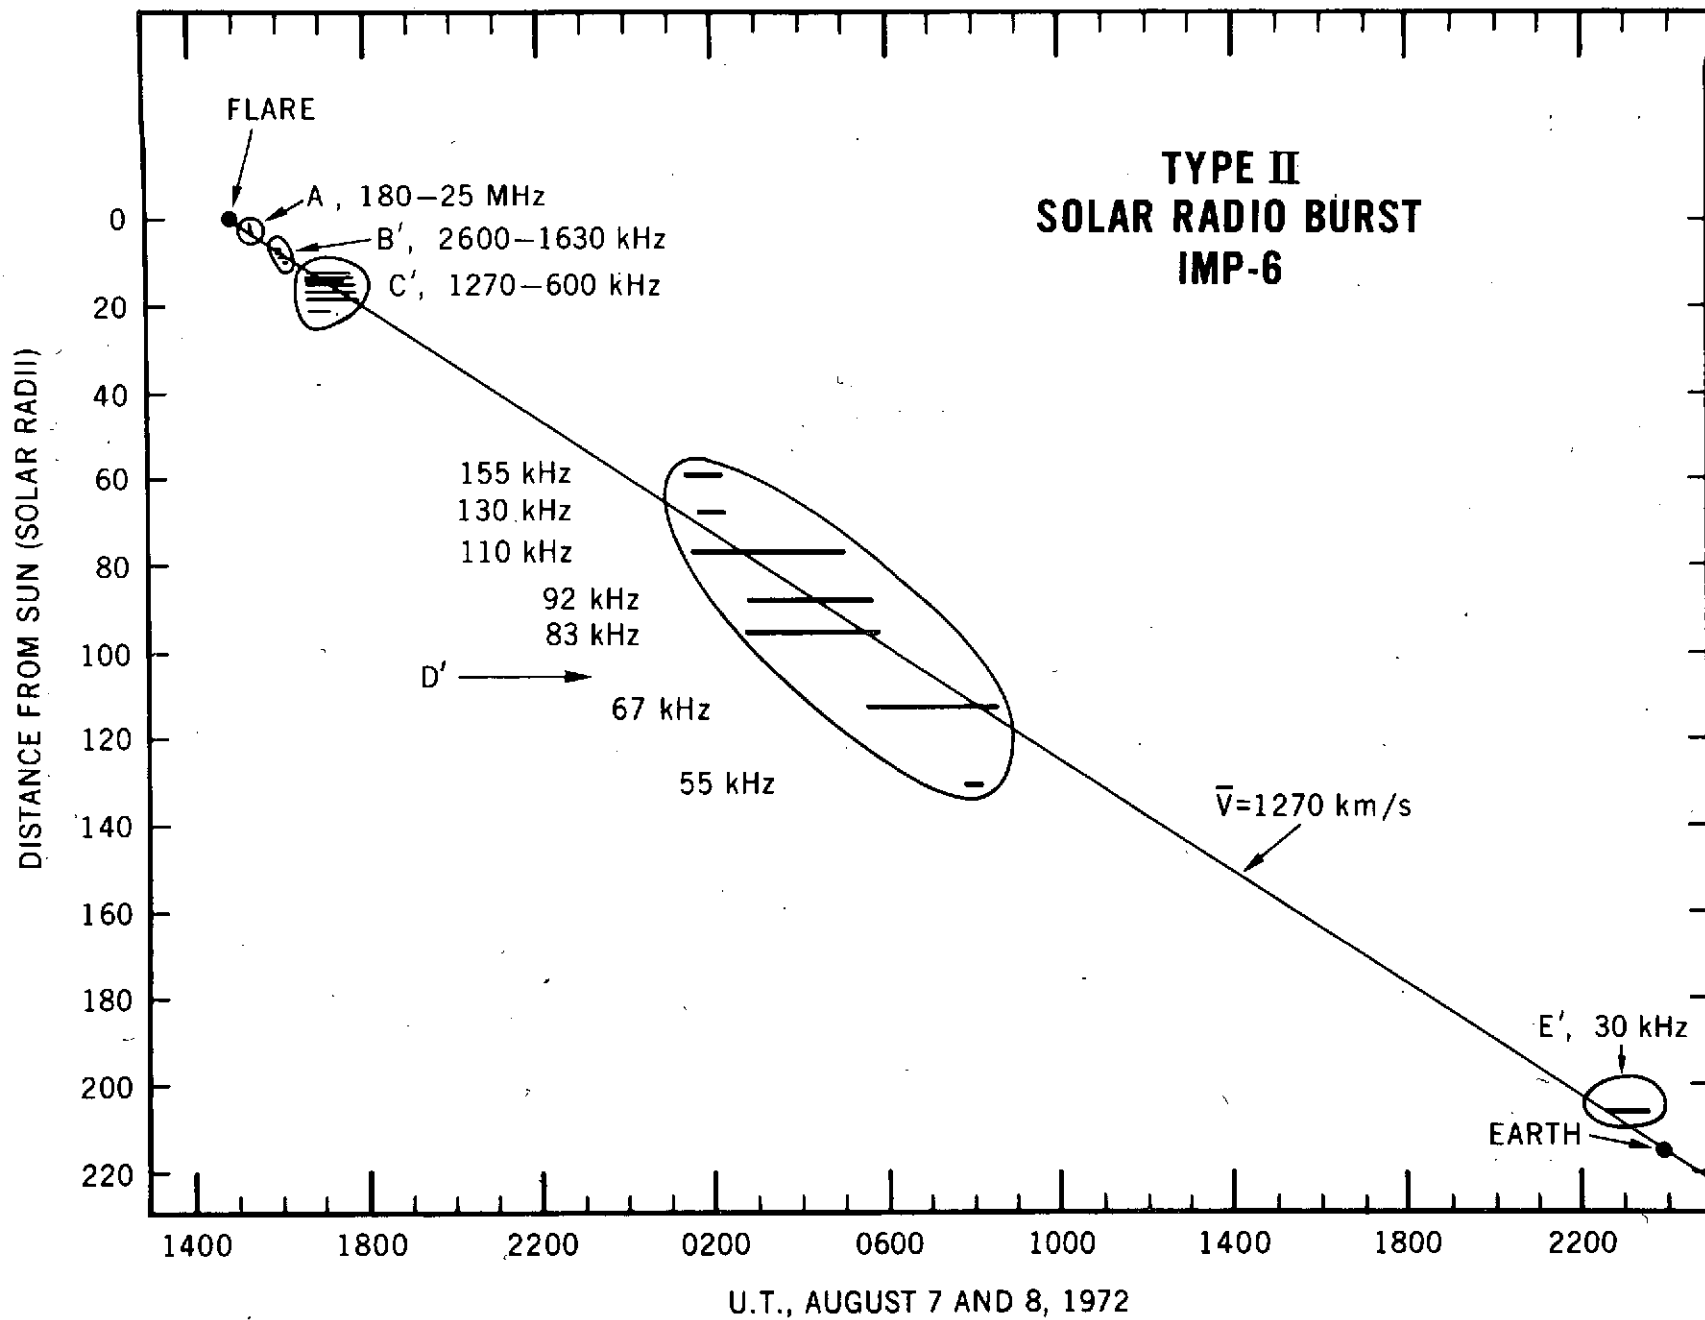 FLARE
A , 180–25 MHz
B′, 2600–1630 kHz
C′, 1270–600 kHz
TYPE II
SOLAR RADIO BURST
IMP-6
0
20
40
60
80
100
120
140
160
180
200
220
DISTANCE FROM SUN (SOLAR RADII)
155 kHz
130 kHz
110 kHz
92 kHz
83 kHz
D′
67 kHz
55 kHz
V̅=1270 km/s
E′, 30 kHz
EARTH
1400 1800 2200 0200 0600 1000 1400 1800 2200
U.T., AUGUST 7 AND 8, 1972